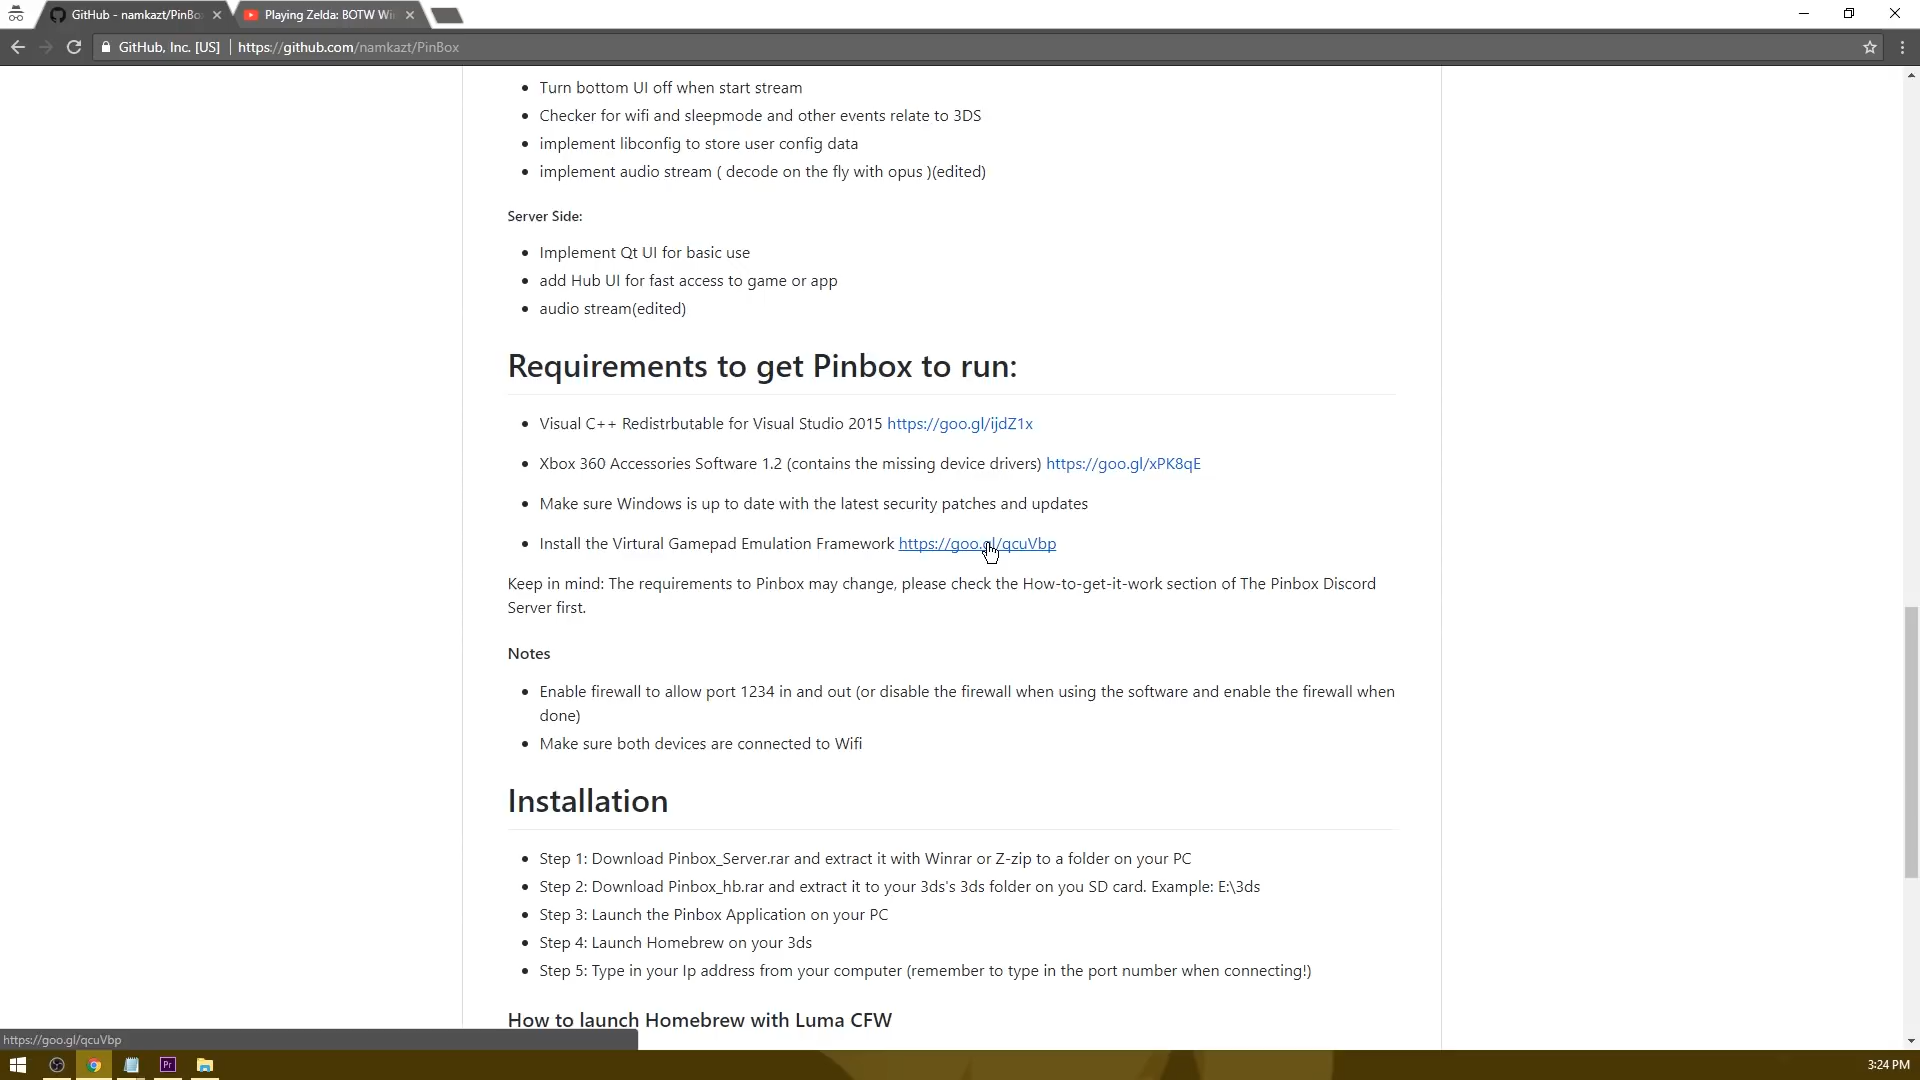 GitHub - namkazt/PinBo
Playing Zelda: BOTW Wi
GitHub, Inc. [US] https://github.com/namkazt/PinBox
Turn bottom UI off when start stream
Checker for wifi and sleepmode and other events relate to 3DS
implement libconfig to store user config data
implement audio stream ( decode on the fly with opus )(edited)
Server Side:
Implement Qt UI for basic use
add Hub UI for fast access to game or app
audio stream(edited)
Requirements to get Pinbox to run:
Visual C++ Redistrbutable for Visual Studio 2015 https://goo.gl/ijdZ1x
Xbox 360 Accessories Software 1.2 (contains the missing device drivers) https://goo.gl/xPK8qE
Make sure Windows is up to date with the latest security patches and updates
Install the Virtural Gamepad Emulation Framework https://goo.gl/qcuVbp
Keep in mind: The requirements to Pinbox may change, please check the How-to-get-it-work section of The Pinbox Discord
Server first.
Notes
Enable firewall to allow port 1234 in and out (or disable the firewall when using the software and enable the firewall when
done)
Make sure both devices are connected to Wifi
Installation
Step 1: Download Pinbox_Server.rar and extract it with Winrar or Z-zip to a folder on your PC
Step 2: Download Pinbox_hb.rar and extract it to your 3ds's 3ds folder on you SD card. Example: E:\3ds
Step 3: Launch the Pinbox Application on your PC
Step 4: Launch Homebrew on your 3ds
Step 5: Type in your Ip address from your computer (remember to type in the port number when connecting!)
How to launch Homebrew with Luma CFW
https://goo.gl/qcuVbp
Pr
3:24 PM